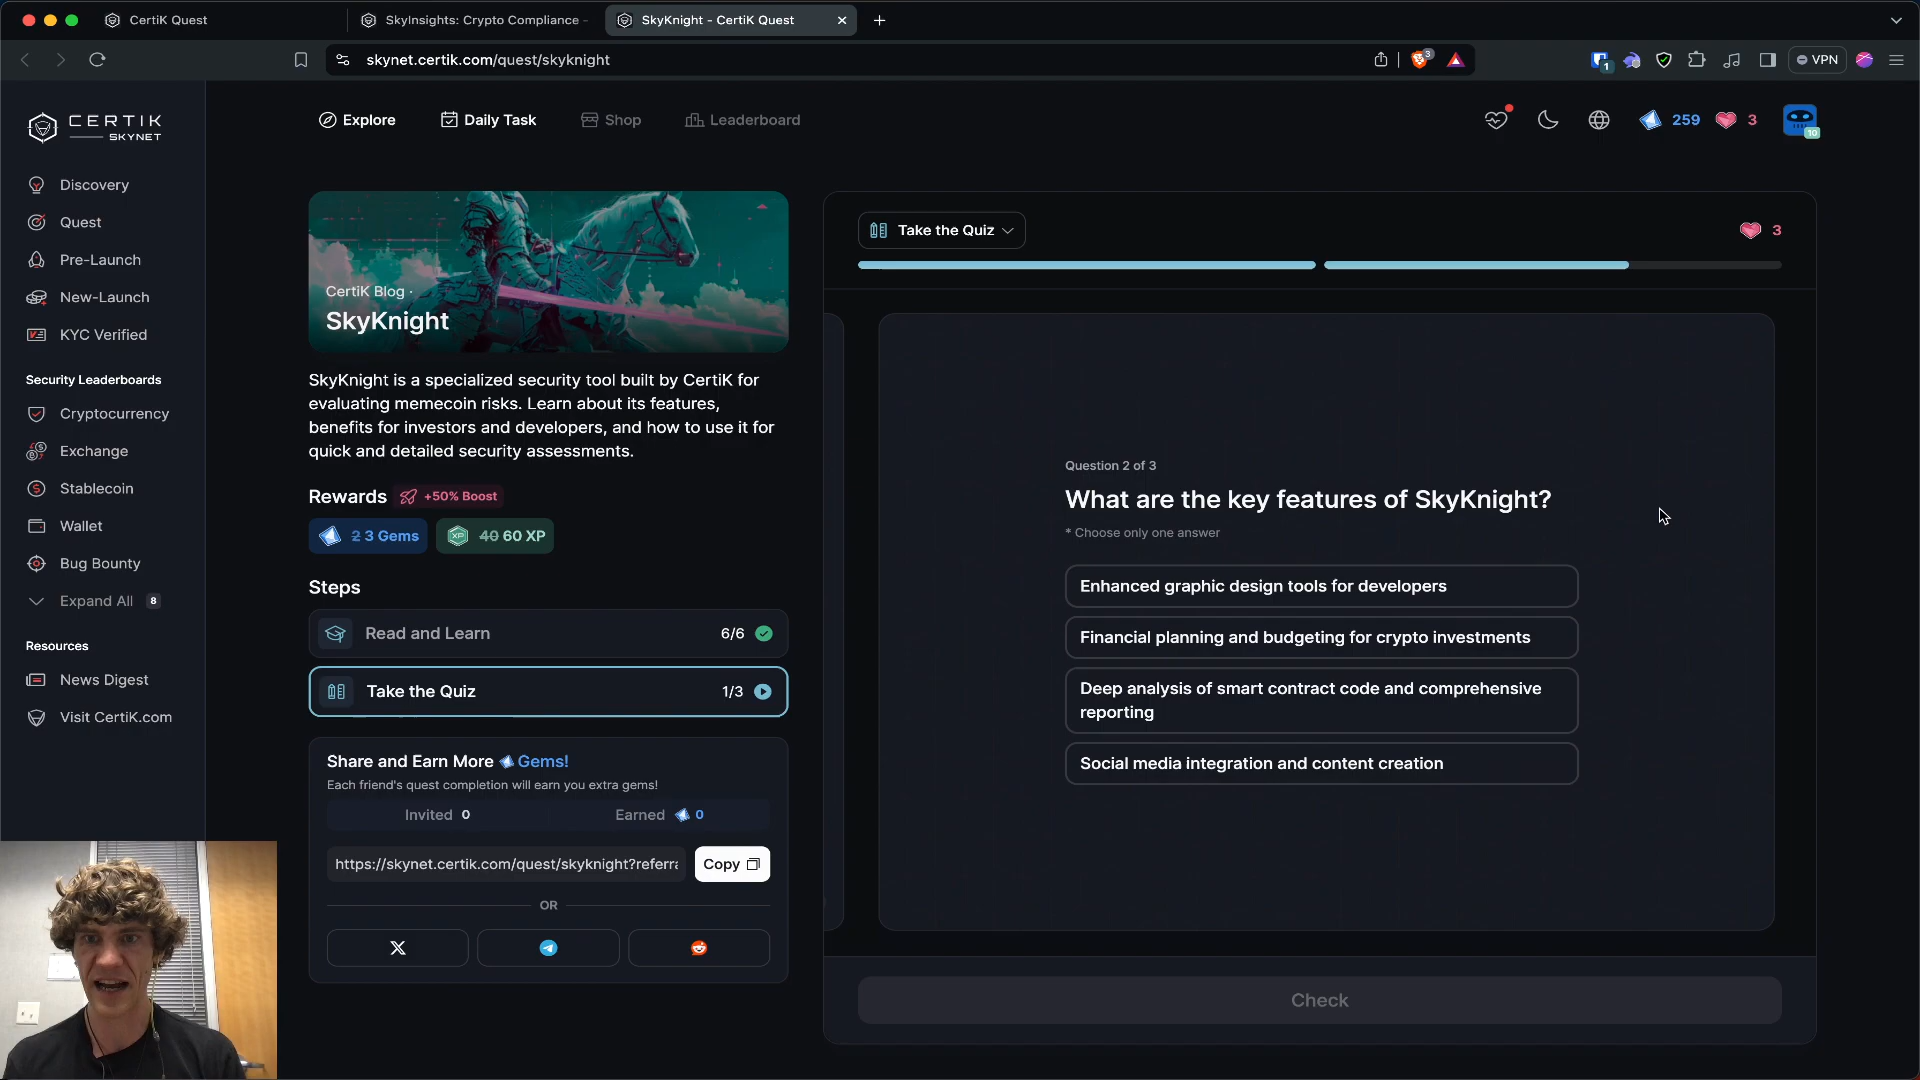 CertiK Quest
SkyInsights: Crypto Compliance -
SkyKnight - CertiK Quest
skynet.certik.com/quest/skyknight
3
1
VPN
CERTIK
SKYNET
Explore
Daily Task
Shop
Leaderboard
259
3
10
Discovery
Quest
Pre-Launch
New-Launch
KYC Verified
Security Leaderboards
Cryptocurrency
Exchange
Stablecoin
Wallet
Bug Bounty
Expand All 8
Resources
News Digest
Visit CertiK.com
CertiK Blog ·
SkyKnight
SkyKnight is a specialized security tool built by CertiK for
evaluating memecoin risks. Learn about its features,
benefits for investors and developers, and how to use it for
quick and detailed security assessments.
Rewards
+50% Boost
2 3 Gems
XP 40 60 XP
Steps
Read and Learn
6/6
Take the Quiz
1/3
Share and Earn More Gems!
Each friend's quest completion will earn you extra gems!
Invited 0
Earned 0
https://skynet.certik.com/quest/skyknight?referra
Copy
OR
Take the Quiz
3
Question 2 of 3
What are the key features of SkyKnight?
* Choose only one answer
Enhanced graphic design tools for developers
Financial planning and budgeting for crypto investments
Deep analysis of smart contract code and comprehensive
reporting
Social media integration and content creation
Check